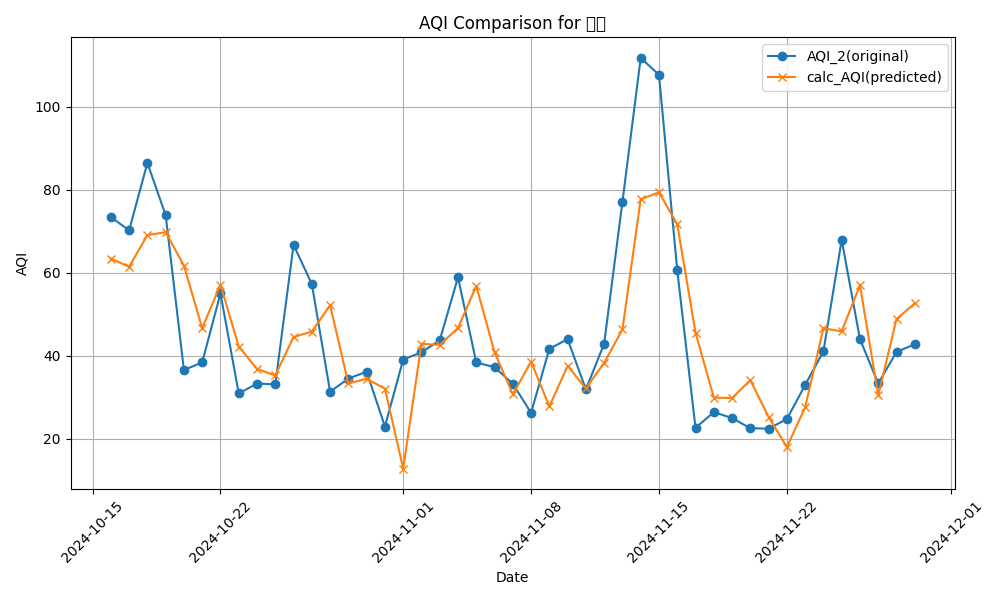 AQI Comparison for
AQI_2(original)
calc_AQI(predicted)
AQI
100
80
60
40
20
2024-10-15
2024-10-22
2024-11-01
2024-11-08
2024-11-15
2024-11-22
2024-12-01
Date